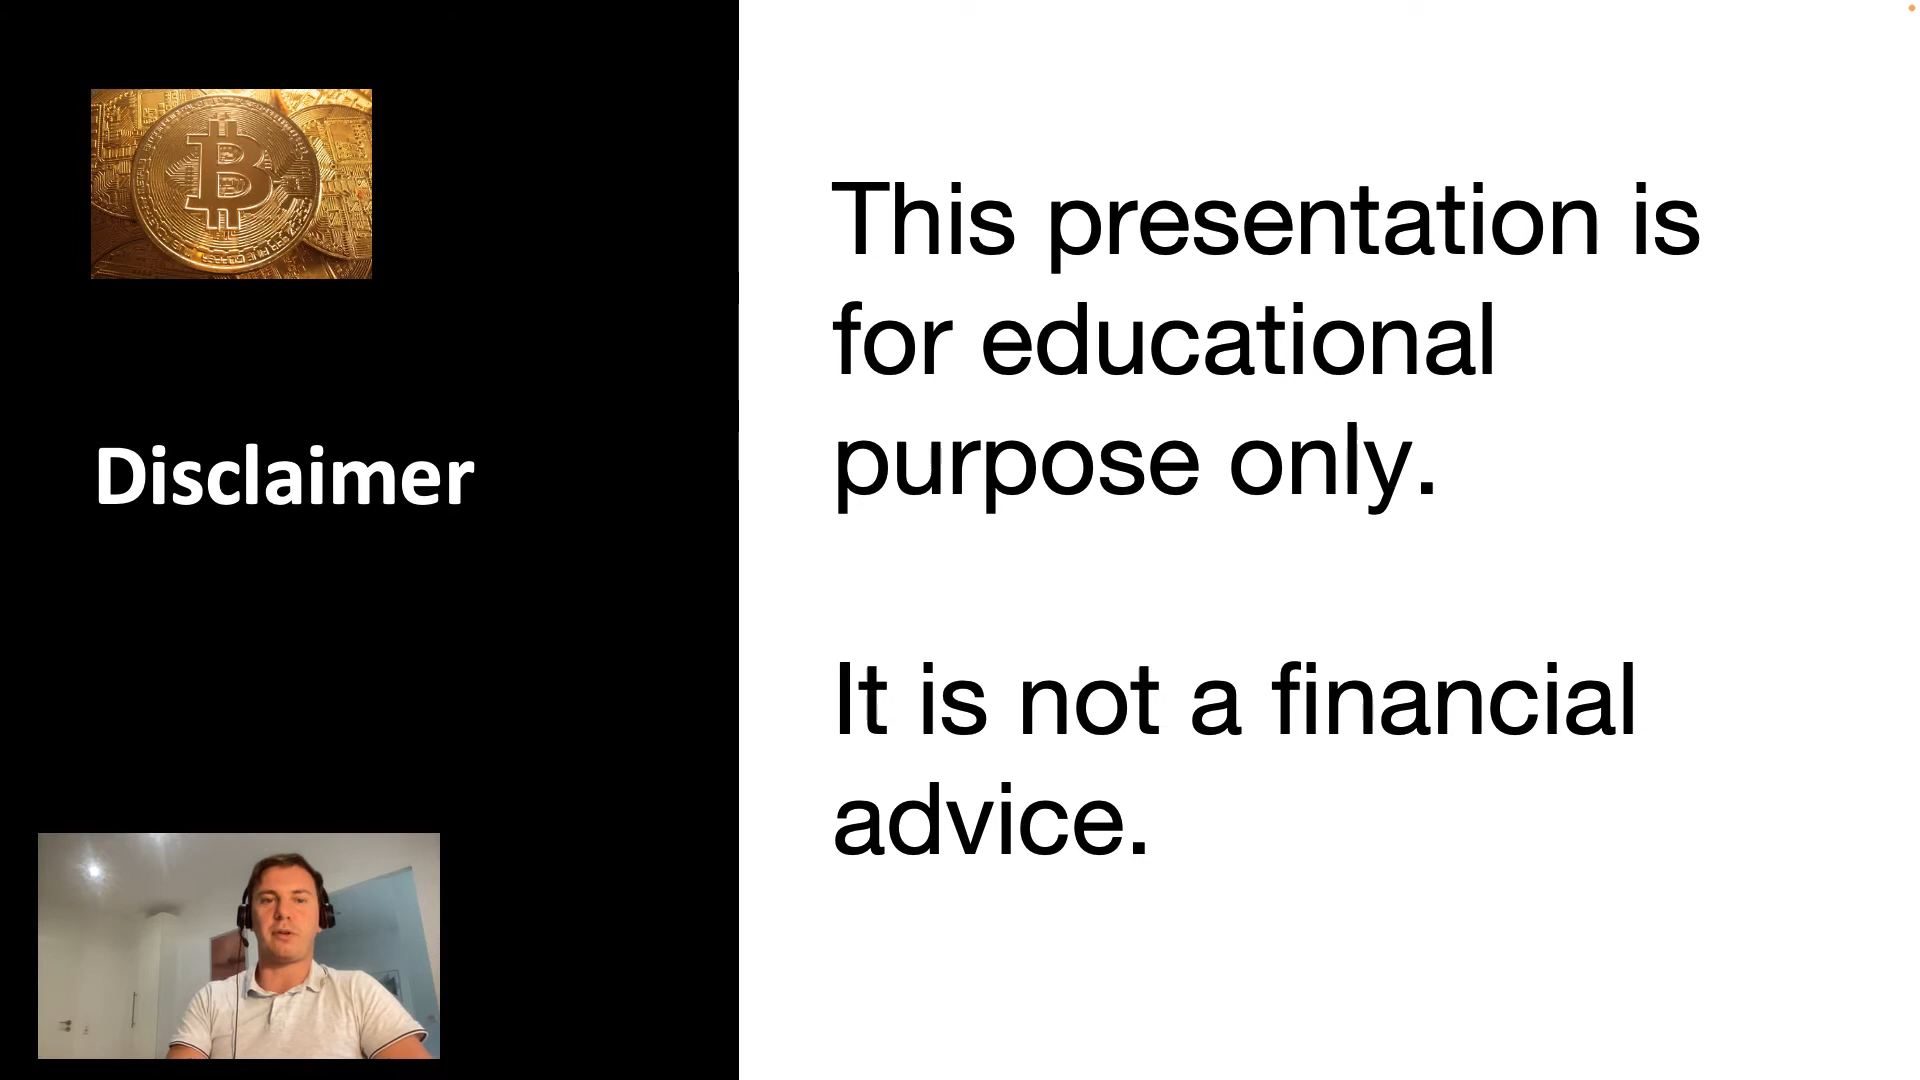 Disclaimer
This presentation is
for educational
purpose only.
It is not a financial
advice.